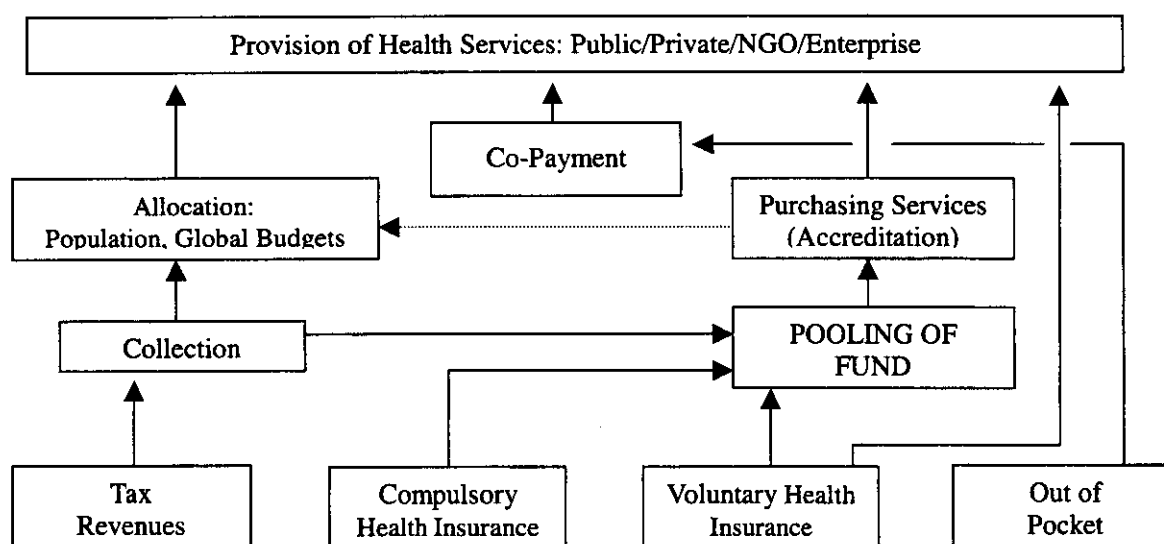 Provision of Health Services: Public/Private/NGO/Enterprise
Co-Payment
Allocation:
Population, Global Budgets
Purchasing Services
(Accreditation)
Collection
POOLING OF
FUND
Tax
Revenues
Compulsory
Health Insurance
Voluntary Health
Insurance
Out of
Pocket